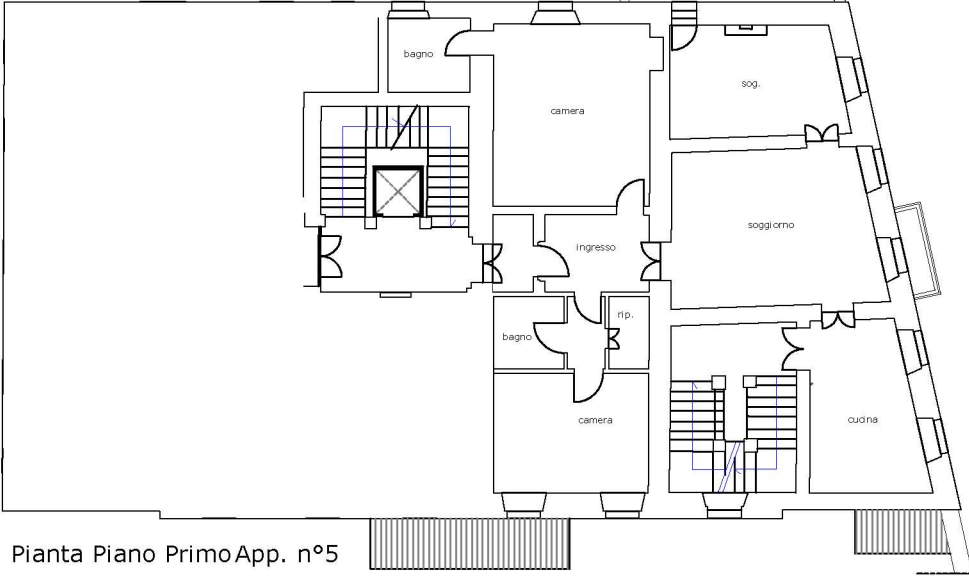 bagno
camera
sog.
soggiorno
ingresso
rip.
bagno
camera
cucina
Pianta Piano Primo App. n°5